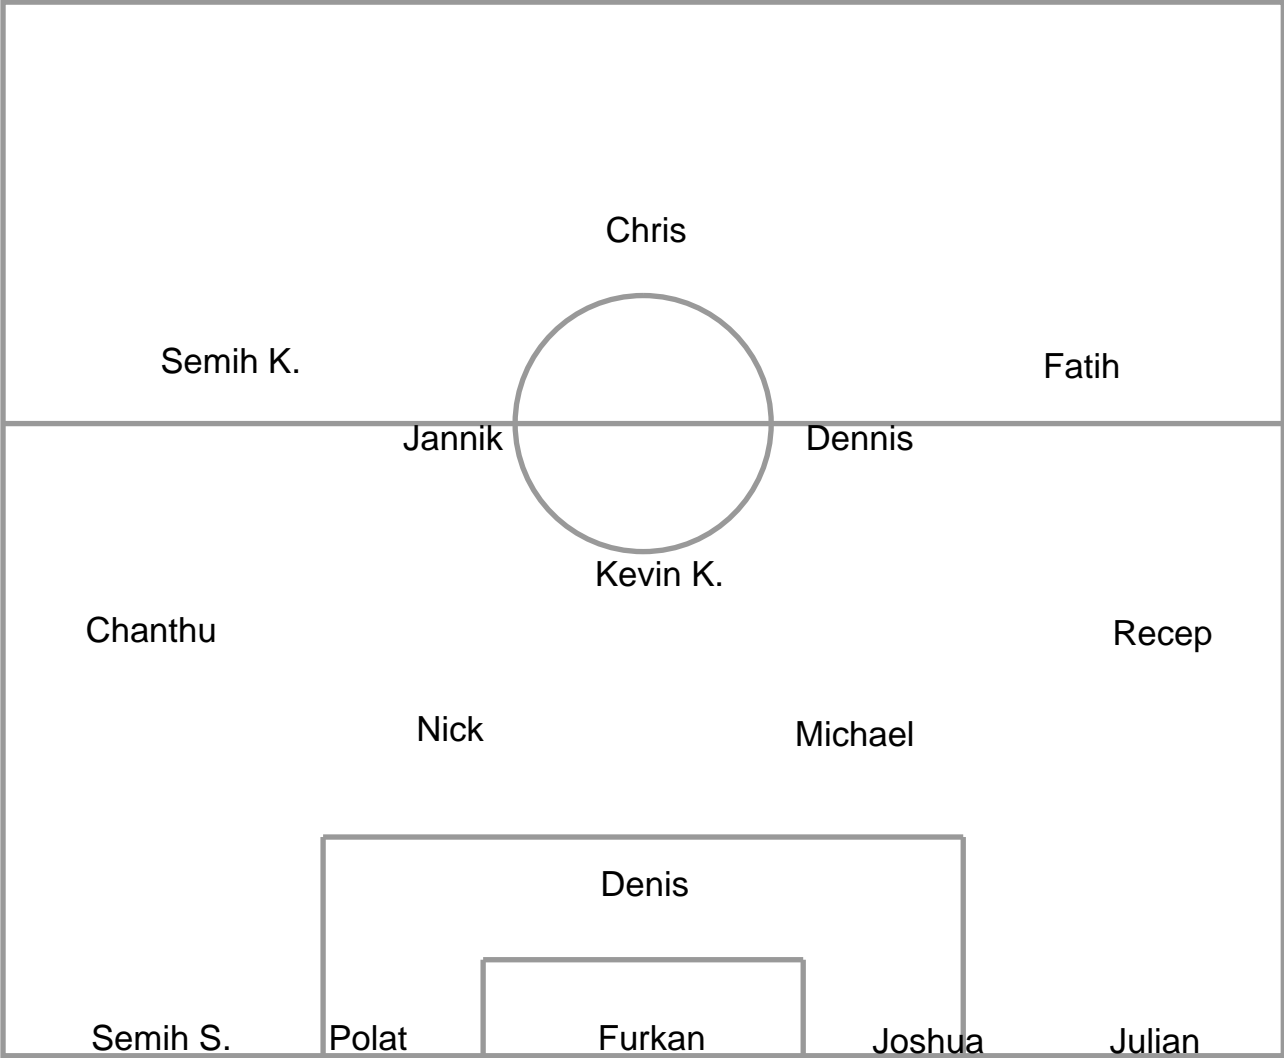 Chris
Semih K.
Fatih
Jannik
Dennis
Kevin K.
Chanthu
Recep
Nick
Michael
Denis
Semih S.
Polat
Furkan
Joshua
Julian